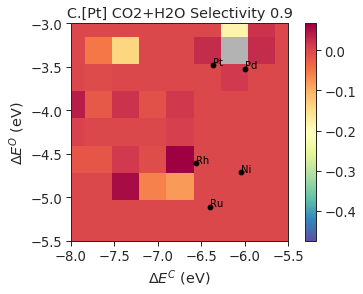 C.[Pt] CO2+H2O Selectivity 0.9
−3.0
−3.5
−4.0
−4.5
−5.0
−5.5
ΔE^O (eV)
Pt
Pd
Rh
Ni
Ru
−8.0 −7.5 −7.0 −6.5 −6.0 −5.5
ΔE^C (eV)
0.0
−0.1
−0.2
−0.3
−0.4